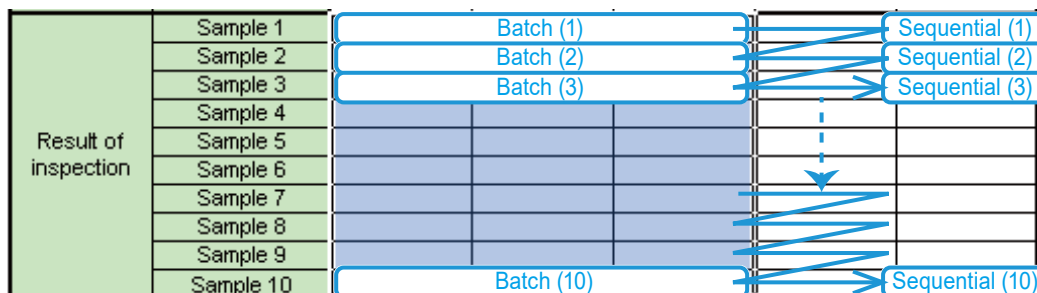 Sample 1 Batch (1) Sequential (1)
Sample 2 Batch (2) Sequential (2)
Sample 3 Batch (3) Sequential (3)
Sample 4
Result of Sample 5
inspection Sample 6
Sample 7
Sample 8
Sample 9
Sample 10 Batch (10) Sequential (10)